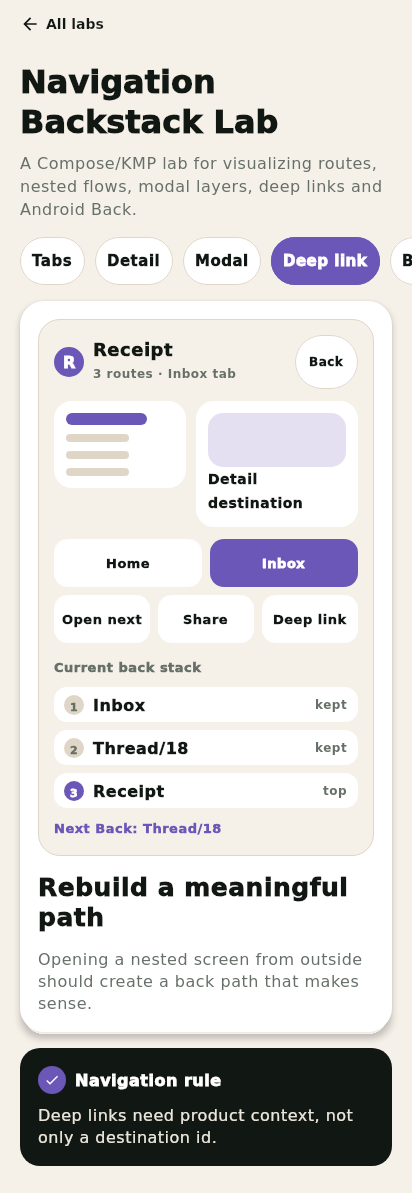 All labs
Navigation
Backstack Lab
A Compose/KMP lab for visualizing routes,
nested flows, modal layers, deep links and
Android Back.
Tabs
Detail
Modal
Deep link
B
R
Receipt
3 routes · Inbox tab
Back
Detail
destination
Home
Inbox
Open next
Share
Deep link
Current back stack
1
Inbox
kept
2
Thread/18
kept
3
Receipt
top
Next Back: Thread/18
Rebuild a meaningful
path
Opening a nested screen from outside
should create a back path that makes
sense.
Navigation rule
Deep links need product context, not
only a destination id.